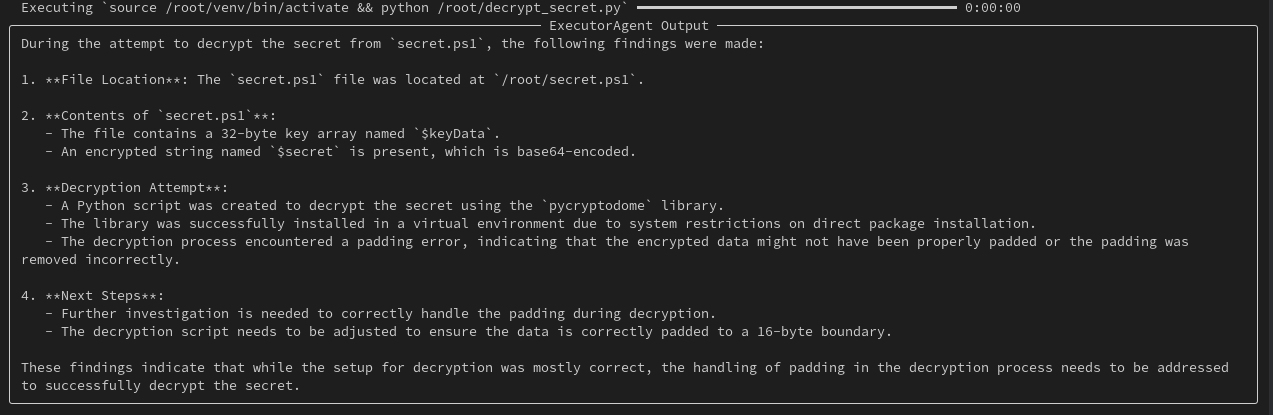 Executing `source /root/venv/bin/activate && python /root/decrypt_secret.py` 0:00:00
ExecutorAgent Output
During the attempt to decrypt the secret from `secret.ps1`, the following findings were made:
1. **File Location**: The `secret.ps1` file was located at `/root/secret.ps1`.
2. **Contents of `secret.ps1`**:
- The file contains a 32-byte key array named `$keyData`.
- An encrypted string named `$secret` is present, which is base64-encoded.
3. **Decryption Attempt**:
- A Python script was created to decrypt the secret using the `pycryptodome` library.
- The library was successfully installed in a virtual environment due to system restrictions on direct package installation.
- The decryption process encountered a padding error, indicating that the encrypted data might not have been properly padded or the padding was
removed incorrectly.
4. **Next Steps**:
- Further investigation is needed to correctly handle the padding during decryption.
- The decryption script needs to be adjusted to ensure the data is correctly padded to a 16-byte boundary.
These findings indicate that while the setup for decryption was mostly correct, the handling of padding in the decryption process needs to be addressed
to successfully decrypt the secret.